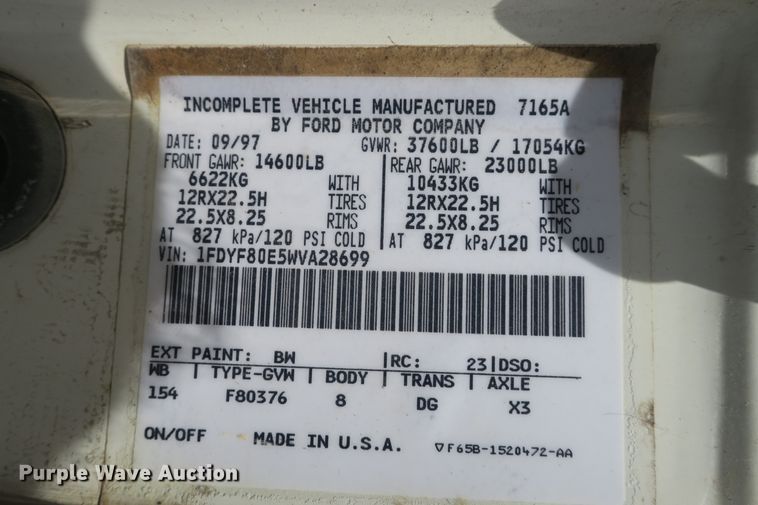 INCOMPLETE VEHICLE MANUFACTURED 7165A
BY FORD MOTOR COMPANY
DATE: 09/97 GVWR: 37600LB / 17054KG
FRONT GAWR: 14600LB REAR GAWR: 23000LB
6622KG WITH 10433KG WITH
12RX22.5H TIRES 12RX22.5H TIRES
22.5X8.25 RIMS 22.5X8.25 RIMS
AT 827 kPa/120 PSI COLD AT 827 kPa/120 PSI COLD
VIN: 1FDYF80E5WVA28699
EXT PAINT: BW |RC: 23|DSO:
WB | TYPE-GVW | BODY | TRANS | AXLE
154 F80376 8 DG X3
ON/OFF MADE IN U.S.A. ▽F65B-1520472-AA
Purple Wave Auction